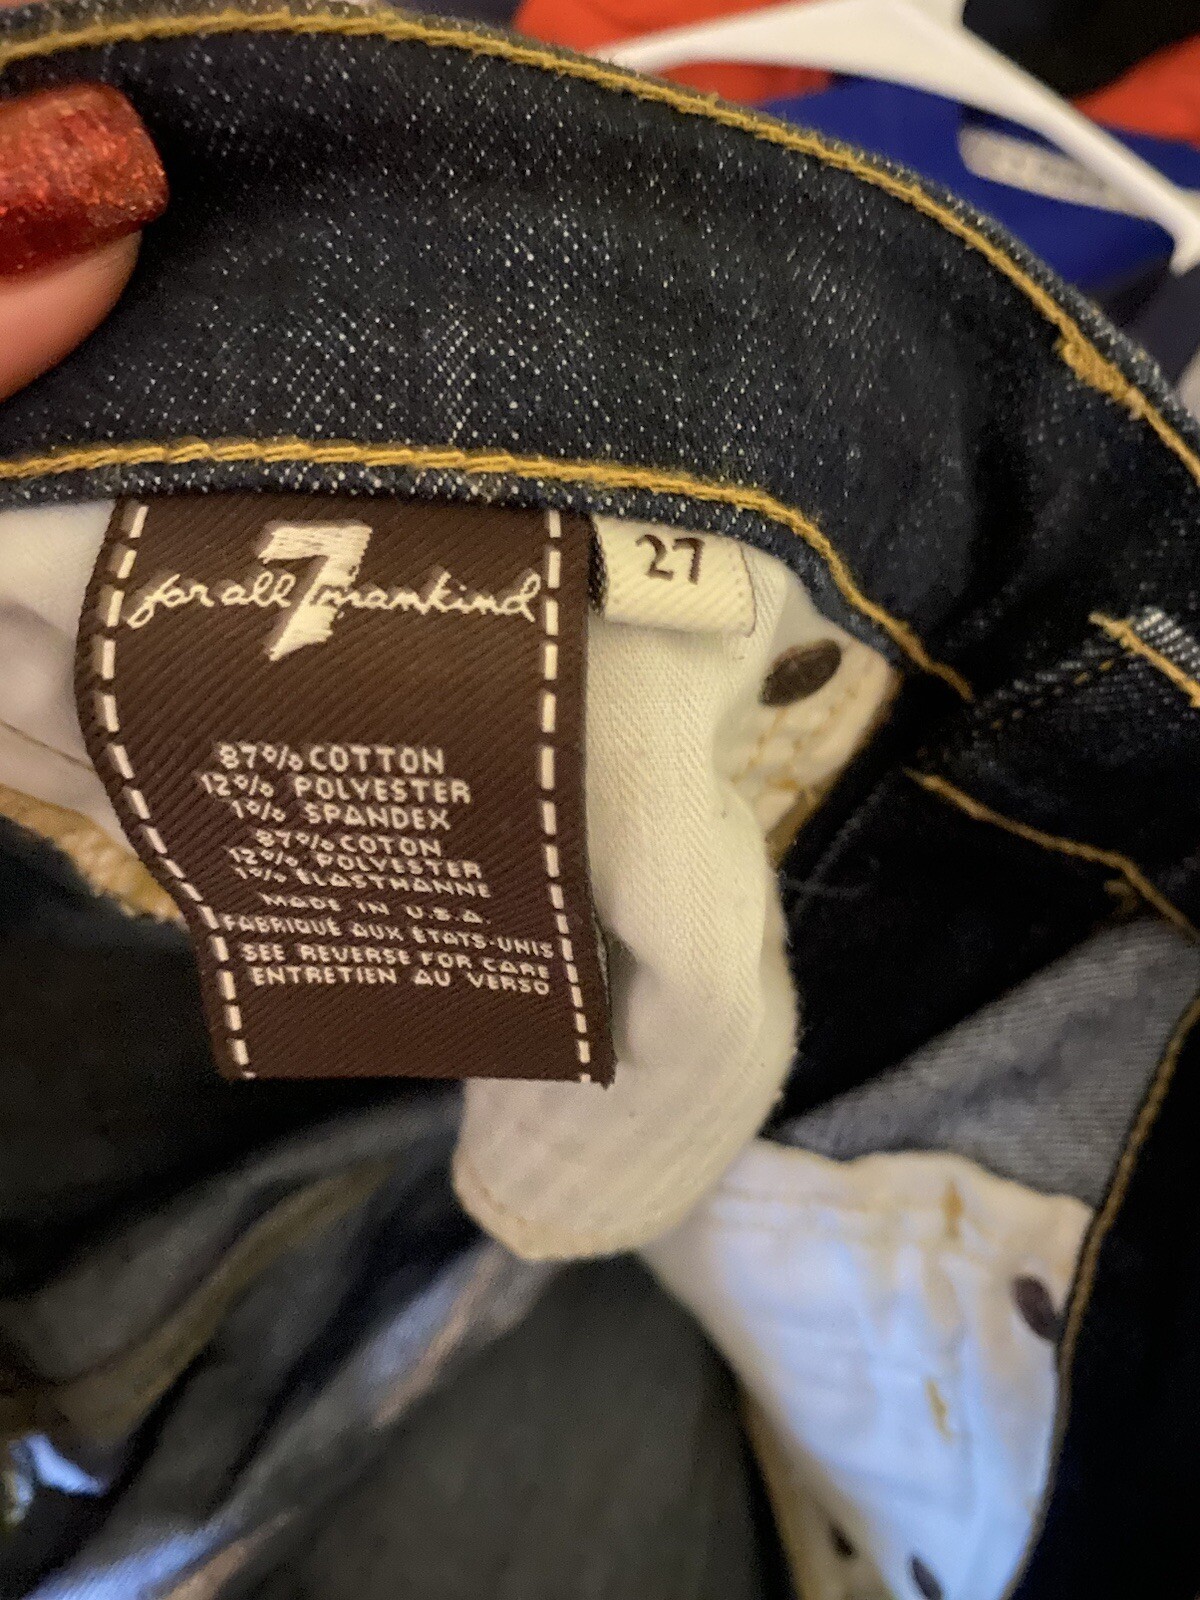 7
for all mankind
27
87% COTTON
12% POLYESTER
1% SPANDEX
87% COTON
12% POLYESTER
1% ELASTHANNE
MADE IN U.S.A.
FABRIQUÉ AUX ÉTATS-UNIS
SEE REVERSE FOR CARE
ENTRETIEN AU VERSO